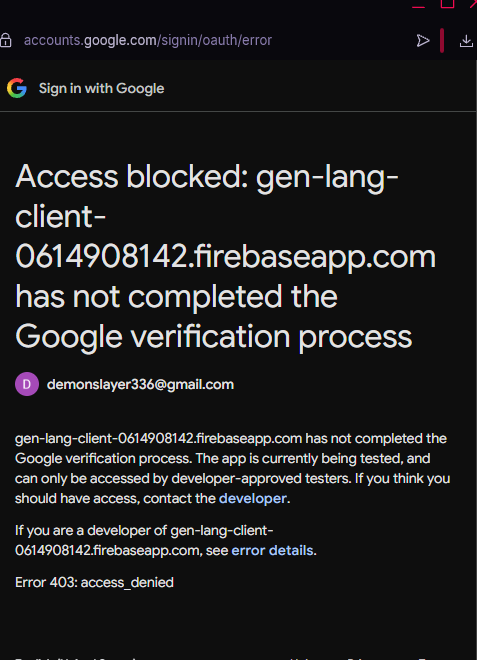 accounts.google.com/signin/oauth/error
Sign in with Google
Access blocked: gen-lang-
client-
0614908142.firebaseapp.com
has not completed the
Google verification process
D demonslayer336@gmail.com
gen-lang-client-0614908142.firebaseapp.com has not completed the
Google verification process. The app is currently being tested, and
can only be accessed by developer-approved testers. If you think you
should have access, contact the developer.
If you are a developer of gen-lang-client-
0614908142.firebaseapp.com, see error details.
Error 403: access_denied